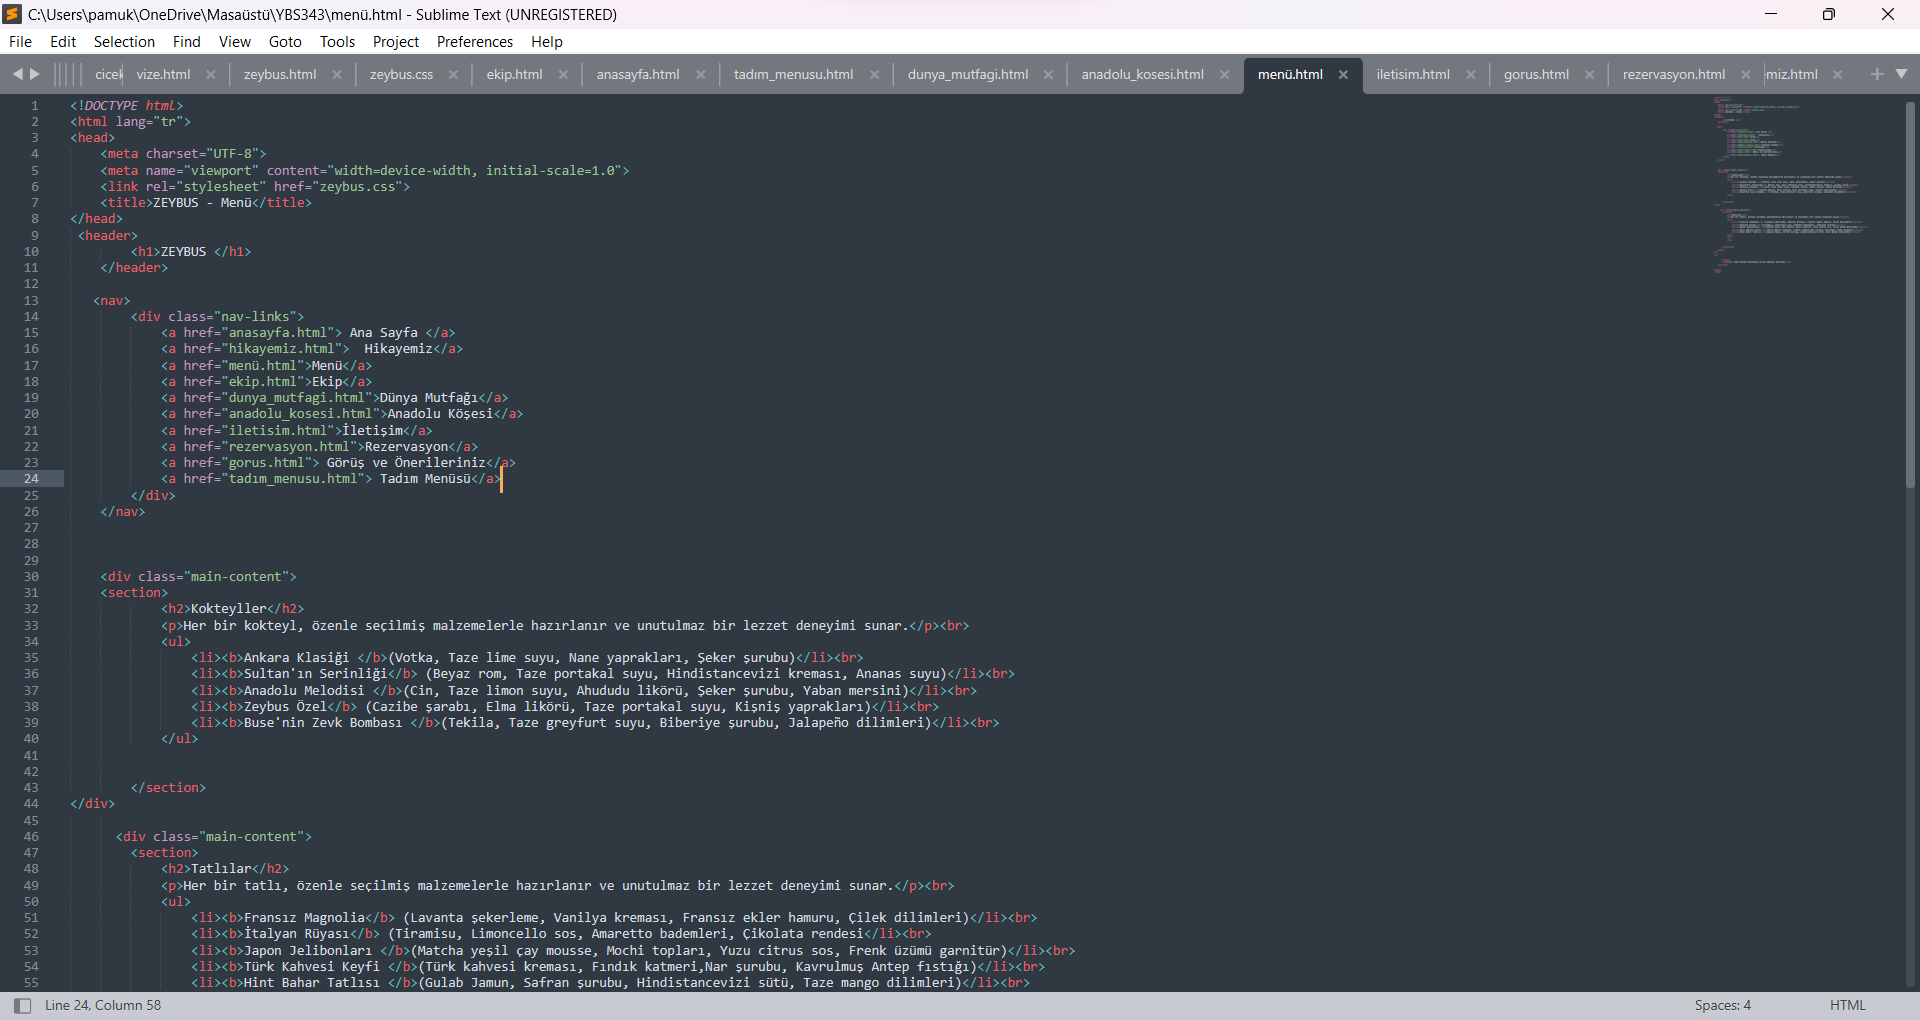 C:\Users\pamuk\OneDrive\Masaüstü\YBS343\menü.html - Sublime Text (UNREGISTERED)
File Edit Selection Find View Goto Tools Project Preferences Help
cicek vize.html zeybus.html zeybus.css ekip.html anasayfa.html tadım_menusu.html dunya_mutfagi.html anadolu_kosesi.html menü.html iletisim.html gorus.html rezervasyon.html miz.html
1 <!DOCTYPE html>
2 <html lang="tr">
3 <head>
4 <meta charset="UTF-8">
5 <meta name="viewport" content="width=device-width, initial-scale=1.0">
6 <link rel="stylesheet" href="zeybus.css">
7 <title>ZEYBUS - Menü</title>
8 </head>
9 <header>
10 <h1>ZEYBUS </h1>
11 </header>
12
13 <nav>
14 <div class="nav-links">
15 <a href="anasayfa.html"> Ana Sayfa </a>
16 <a href="hikayemiz.html">  Hikayemiz</a>
17 <a href="menü.html">Menü</a>
18 <a href="ekip.html">Ekip</a>
19 <a href="dunya_mutfagi.html">Dünya Mutfağı</a>
20 <a href="anadolu_kosesi.html">Anadolu Köşesi</a>
21 <a href="iletisim.html">İletişim</a>
22 <a href="rezervasyon.html">Rezervasyon</a>
23 <a href="gorus.html"> Görüş ve Önerileriniz</a>
24 <a href="tadım_menusu.html"> Tadım Menüsü</a>
25 </div>
26 </nav>
27
28
29
30 <div class="main-content">
31 <section>
32 <h2>Kokteyller</h2>
33 <p>Her bir kokteyl, özenle seçilmiş malzemelerle hazırlanır ve unutulmaz bir lezzet deneyimi sunar.</p><br>
34 <ul>
35 <li><b>Ankara Klasiği </b>(Votka, Taze lime suyu, Nane yaprakları, Şeker şurubu)</li><br>
36 <li><b>Sultan'ın Serinliği</b> (Beyaz rom, Taze portakal suyu, Hindistancevizi kreması, Ananas suyu)</li><br>
37 <li><b>Anadolu Melodisi </b>(Cin, Taze limon suyu, Ahududu likörü, Şeker şurubu, Yaban mersini)</li><br>
38 <li><b>Zeybus Özel</b> (Cazibe şarabı, Elma likörü, Taze portakal suyu, Kişniş yaprakları)</li><br>
39 <li><b>Buse'nin Zevk Bombası </b>(Tekila, Taze greyfurt suyu, Biberiye şurubu, Jalapeño dilimleri)</li><br>
40 </ul>
41
42
43 </section>
44 </div>
45
46 <div class="main-content">
47 <section>
48 <h2>Tatlılar</h2>
49 <p>Her bir tatlı, özenle seçilmiş malzemelerle hazırlanır ve unutulmaz bir lezzet deneyimi sunar.</p><br>
50 <ul>
51 <li><b>Fransız Magnolia</b> (Lavanta şekerleme, Vanilya kreması, Fransız ekler hamuru, Çilek dilimleri)</li><br>
52 <li><b>İtalyan Rüyası</b> (Tiramisu, Limoncello sos, Amaretto bademleri, Çikolata rendesi</li><br>
53 <li><b>Japon Jelibonları </b>(Matcha yeşil çay mousse, Mochi topları, Yuzu citrus sos, Frenk üzümü garnitür)</li><br>
54 <li><b>Türk Kahvesi Keyfi </b>(Türk kahvesi kreması, Fındık katmeri,Nar şurubu, Kavrulmuş Antep fıstığı)</li><br>
55 <li><b>Hint Bahar Tatlısı </b>(Gulab Jamun, Safran şurubu, Hindistancevizi sütü, Taze mango dilimleri)</li><br>
Line 24, Column 58 Spaces: 4 HTML